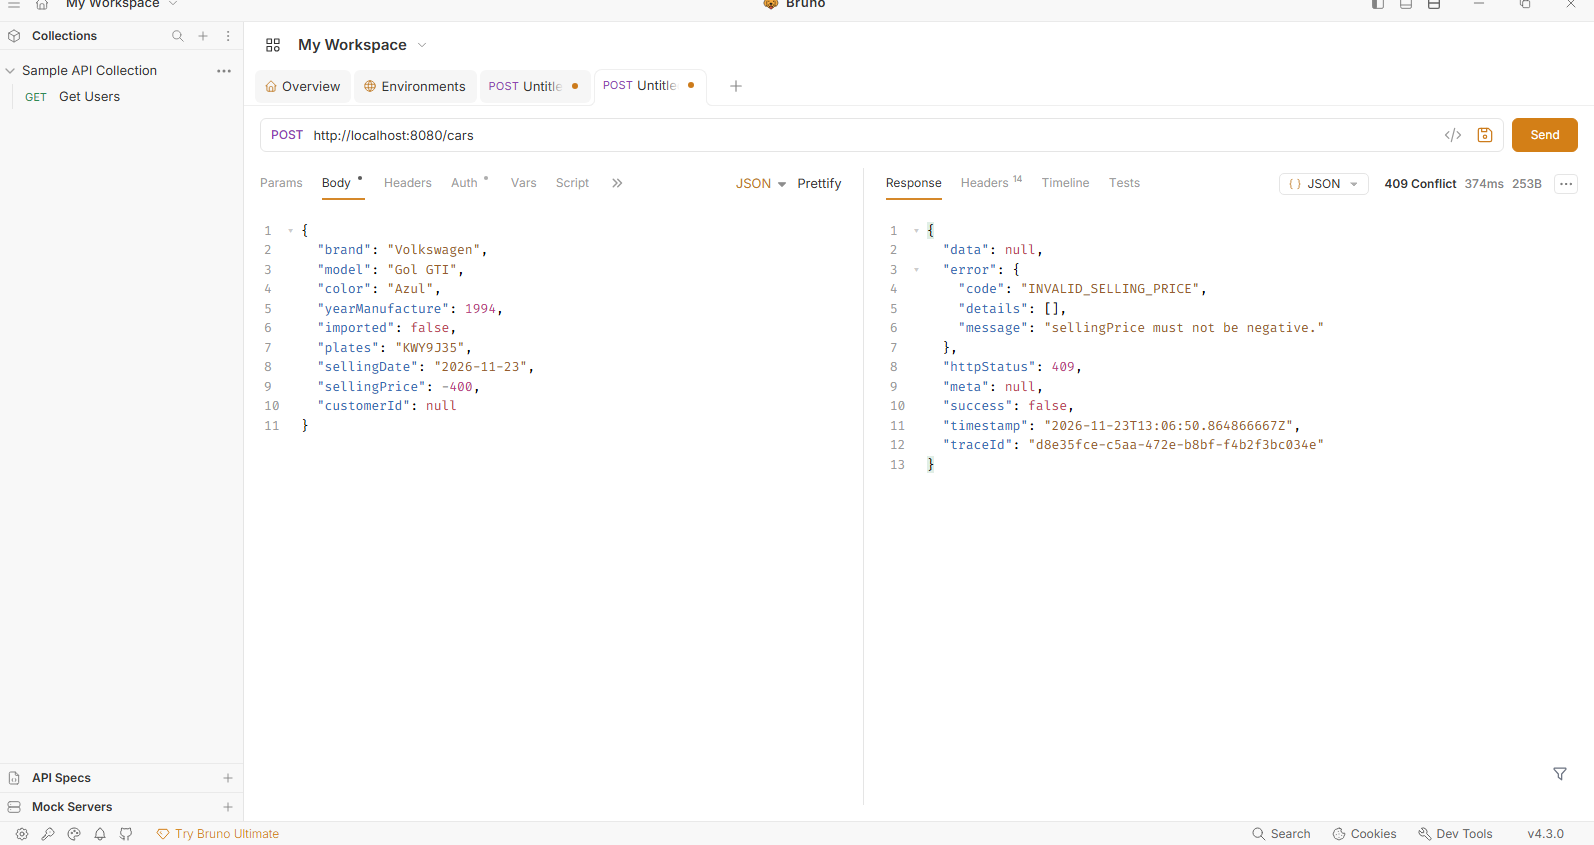 My Workspace
Bruno
Collections
My Workspace
Sample API Collection
GET Get Users
Overview
Environments
POST Untitle
POST Untitle
POST http://localhost:8080/cars
Send
Params Body Headers Auth Vars Script
JSON Prettify
Response Headers 14 Timeline Tests
{ } JSON 409 Conflict 374ms 253B
1 {
2 "brand": "Volkswagen",
3 "model": "Gol GTI",
4 "color": "Azul",
5 "yearManufacture": 1994,
6 "imported": false,
7 "plates": "KWY9J35",
8 "sellingDate": "2026-11-23",
9 "sellingPrice": -400,
10 "customerId": null
11 }
1 {
2 "data": null,
3 "error": {
4 "code": "INVALID_SELLING_PRICE",
5 "details": [],
6 "message": "sellingPrice must not be negative."
7 },
8 "httpStatus": 409,
9 "meta": null,
10 "success": false,
11 "timestamp": "2026-11-23T13:06:50.864866667Z",
12 "traceId": "d8e35fce-c5aa-472e-b8bf-f4b2f3bc034e"
13 }
API Specs
Mock Servers
Try Bruno Ultimate
Search Cookies Dev Tools v4.3.0